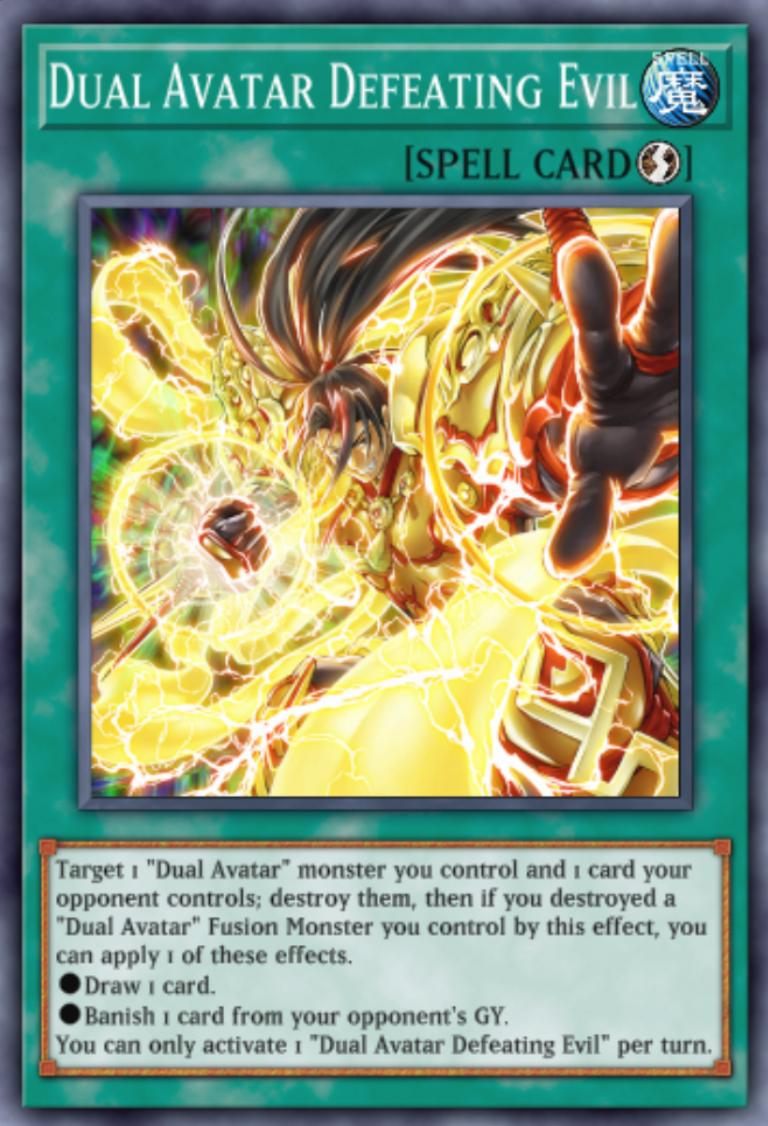 DUAL AVATAR DEFEATING EVIL
SPELL
魔
[SPELL CARD]
Target 1 "Dual Avatar" monster you control and 1 card your
opponent controls; destroy them, then if you destroyed a
"Dual Avatar" Fusion Monster you control by this effect, you
can apply 1 of these effects.
●Draw 1 card.
●Banish 1 card from your opponent's GY.
You can only activate 1 "Dual Avatar Defeating Evil" per turn.